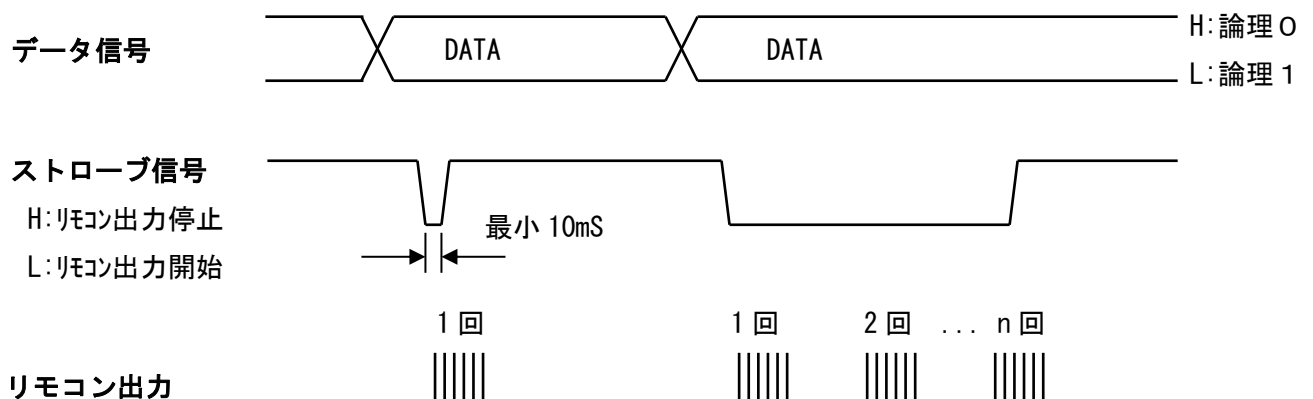 H:論理０
データ信号 DATA DATA
L:論理１
ストローブ信号
H:ﾘﾓｺﾝ出力停止
最小 10mS
L:ﾘﾓｺﾝ出力開始
1 回 1 回 2 回 ... n 回
リモコン出力